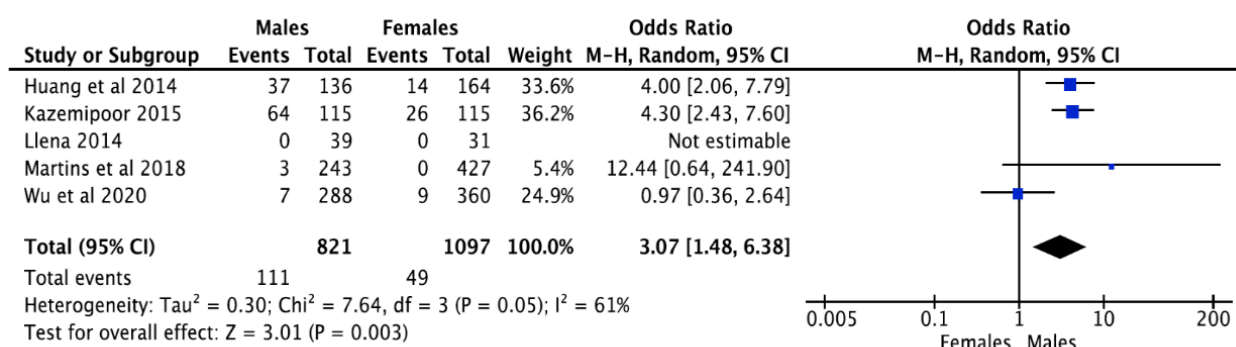 Males Females Odds Ratio Odds Ratio
Study or Subgroup Events Total Events Total Weight M-H, Random, 95% CI M-H, Random, 95% CI
Huang et al 2014 37 136 14 164 33.6% 4.00 [2.06, 7.79]
Kazemipoor 2015 64 115 26 115 36.2% 4.30 [2.43, 7.60]
Llena 2014 0 39 0 31 Not estimable
Martins et al 2018 3 243 0 427 5.4% 12.44 [0.64, 241.90]
Wu et al 2020 7 288 9 360 24.9% 0.97 [0.36, 2.64]
Total (95% CI) 821 1097 100.0% 3.07 [1.48, 6.38]
Total events 111 49
Heterogeneity: Tau² = 0.30; Chi² = 7.64, df = 3 (P = 0.05); I² = 61%
Test for overall effect: Z = 3.01 (P = 0.003)
0.005 0.1 1 10 200
Females Males